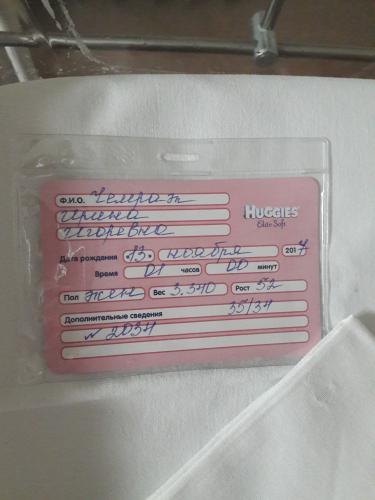 Ф.И.О. Чемрозп
Ирина
Игоревна
HUGGIES
Elite Soft
Дата рождения «13» ноября 2017
Время 01 часов 00 минут
Пол жен Вес 3.340 Рост 52
Дополнительные сведения 35/34
№ 2034